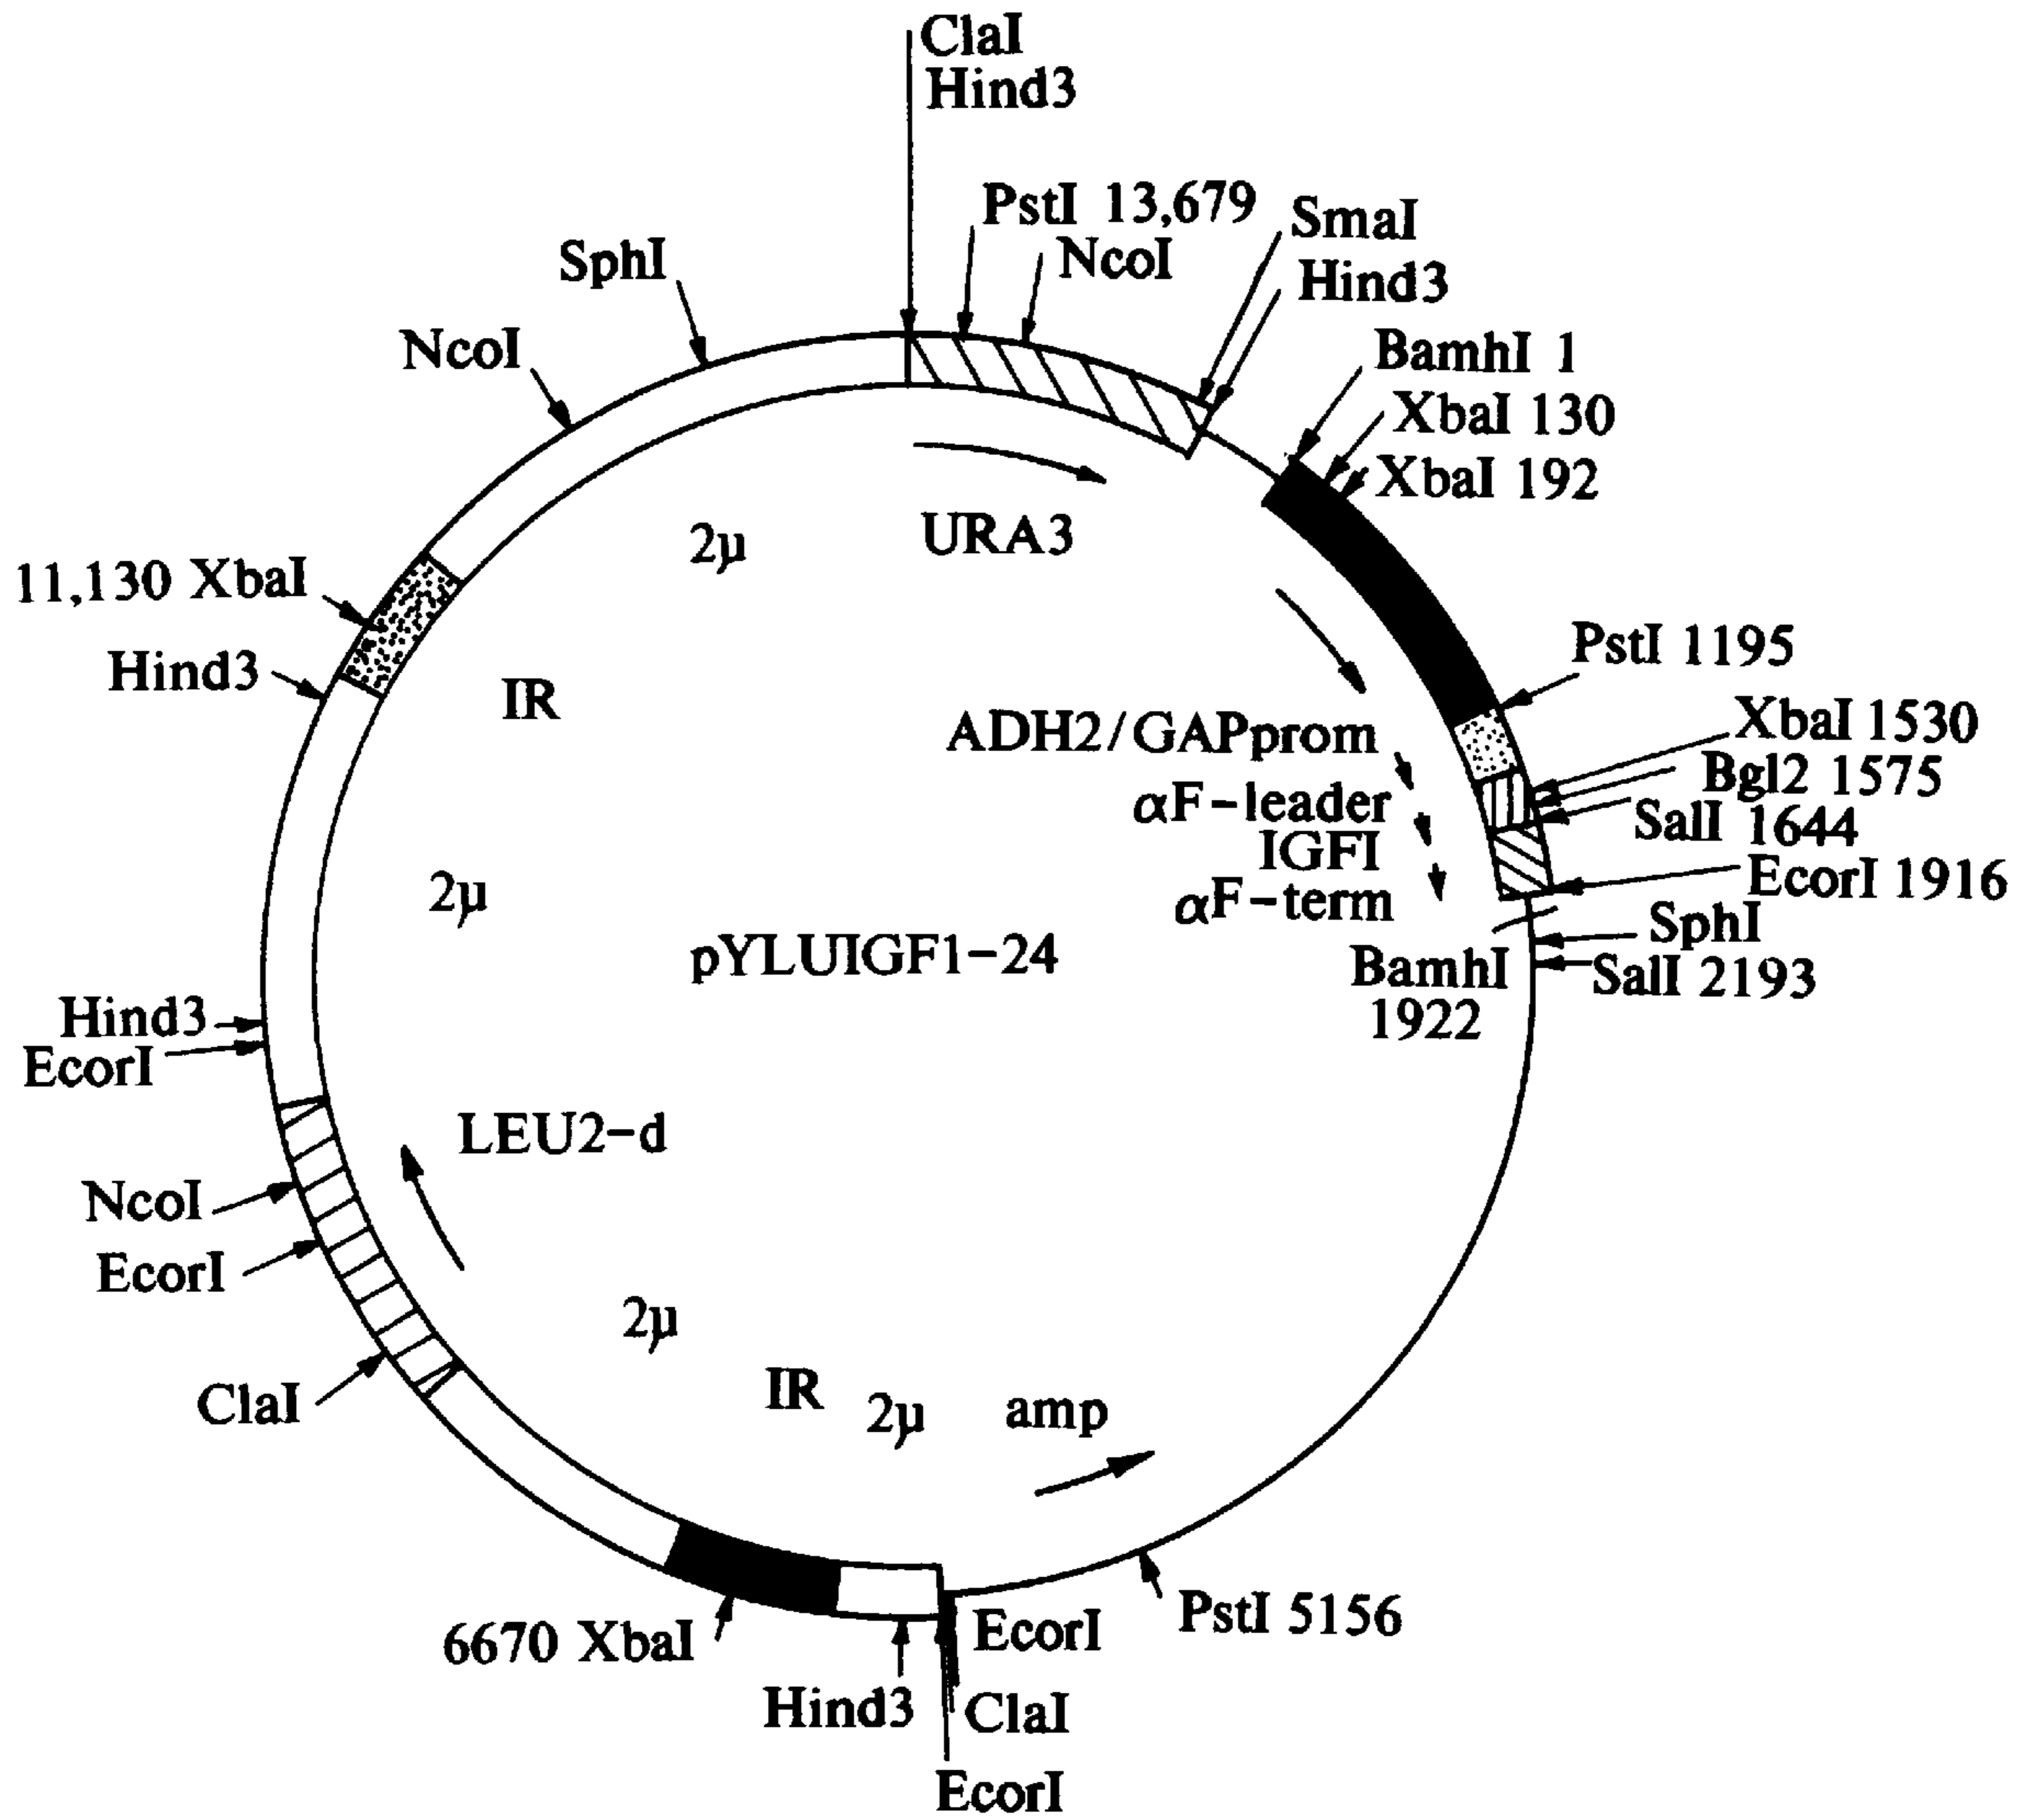 ClaI
Hind3
PstI 13,679
NcoI
SmaI
Hind3
SphI
NcoI
BamhI 1
XbaI 130
XbaI 192
URA3
2µ
11,130 XbaI
Hind3
IR
PstI 1195
ADH2/GAPprom
XbaI 1530
Bgl2 1575
αF-leader
SalI 1644
IGFI
EcorI 1916
αF-term
2µ
SphI
pYLUIGF1-24
BamhI
1922
SalI 2193
Hind3
EcorI
LEU2-d
NcoI
EcorI
2µ
ClaI
IR
2µ
amp
6670 XbaI
EcorI
PstI 5156
Hind3
ClaI
EcorI